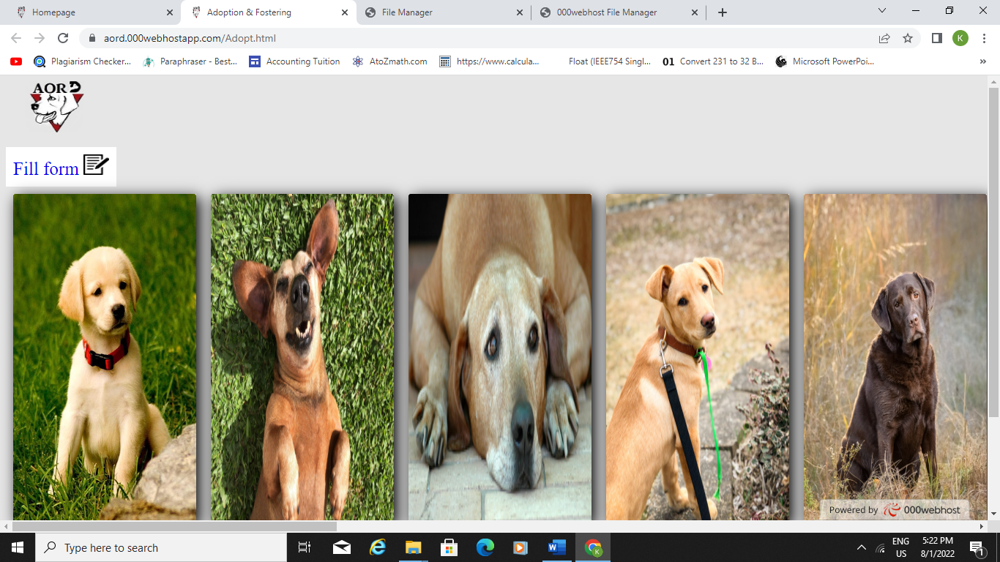 Homepage
Adoption & Fostering
File Manager
000webhost File Manager
aord.000webhostapp.com/Adopt.html
K
Plagiarism Checker...
Paraphraser - Best...
Accounting Tuition
AtoZmath.com
https://www.calcula...
Float (IEEE754 Singl...
01 Convert 231 to 32 B...
Microsoft PowerPoi...
»
AOR D
Fill form
Powered by 000webhost
Type here to search
ENG
US
5:22 PM
8/1/2022
1